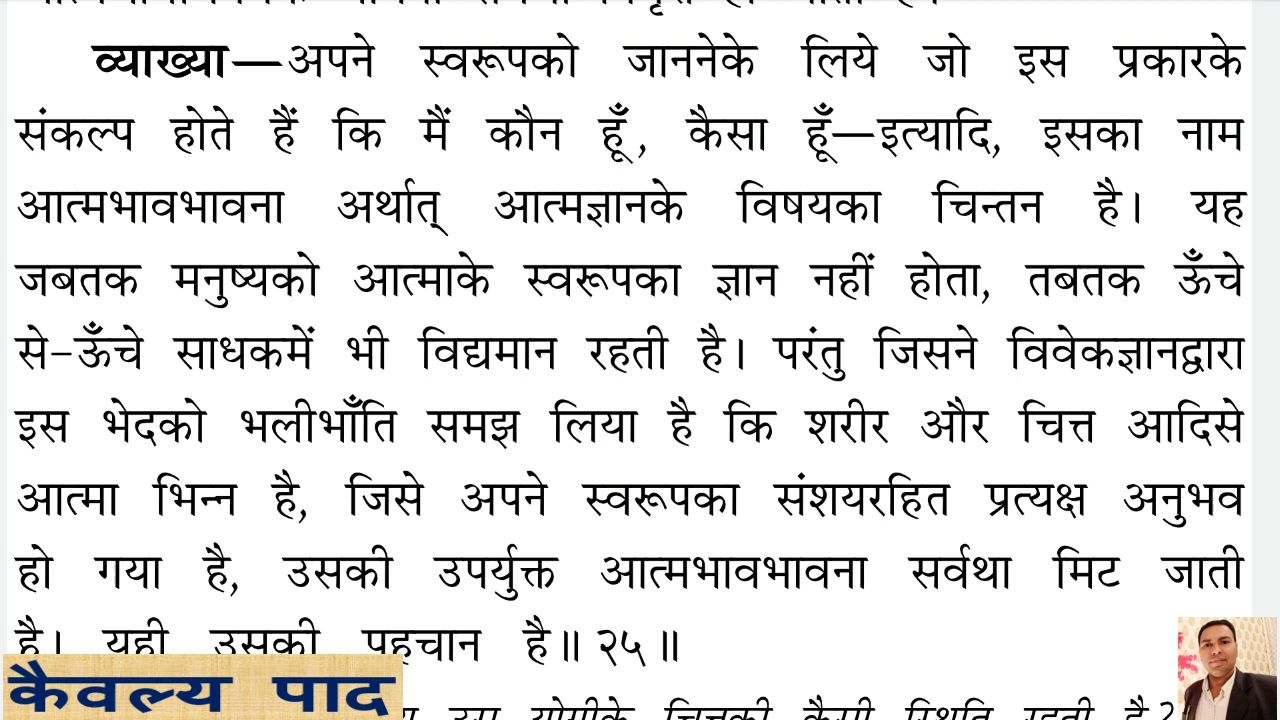 व्याख्या—अपने स्वरूपको जाननेके लिये जो इस प्रकारके
संकल्प होते हैं कि मैं कौन हूँ, कैसा हूँ—इत्यादि, इसका नाम
आत्मभावभावना अर्थात् आत्मज्ञानके विषयका चिन्तन है। यह
जबतक मनुष्यको आत्माके स्वरूपका ज्ञान नहीं होता, तबतक ऊँचे
से-ऊँचे साधकमें भी विद्यमान रहती है। परंतु जिसने विवेकज्ञानद्वारा
इस भेदको भलीभाँति समझ लिया है कि शरीर और चित्त आदिसे
आत्मा भिन्न है, जिसे अपने स्वरूपका संशयरहित प्रत्यक्ष अनुभव
हो गया है, उसकी उपर्युक्त आत्मभावभावना सर्वथा मिट जाती
है। यही उसकी पहचान है॥ २५॥
कैवल्य पाद
उस योगीके चित्तकी कैसी स्थिति रहती है?